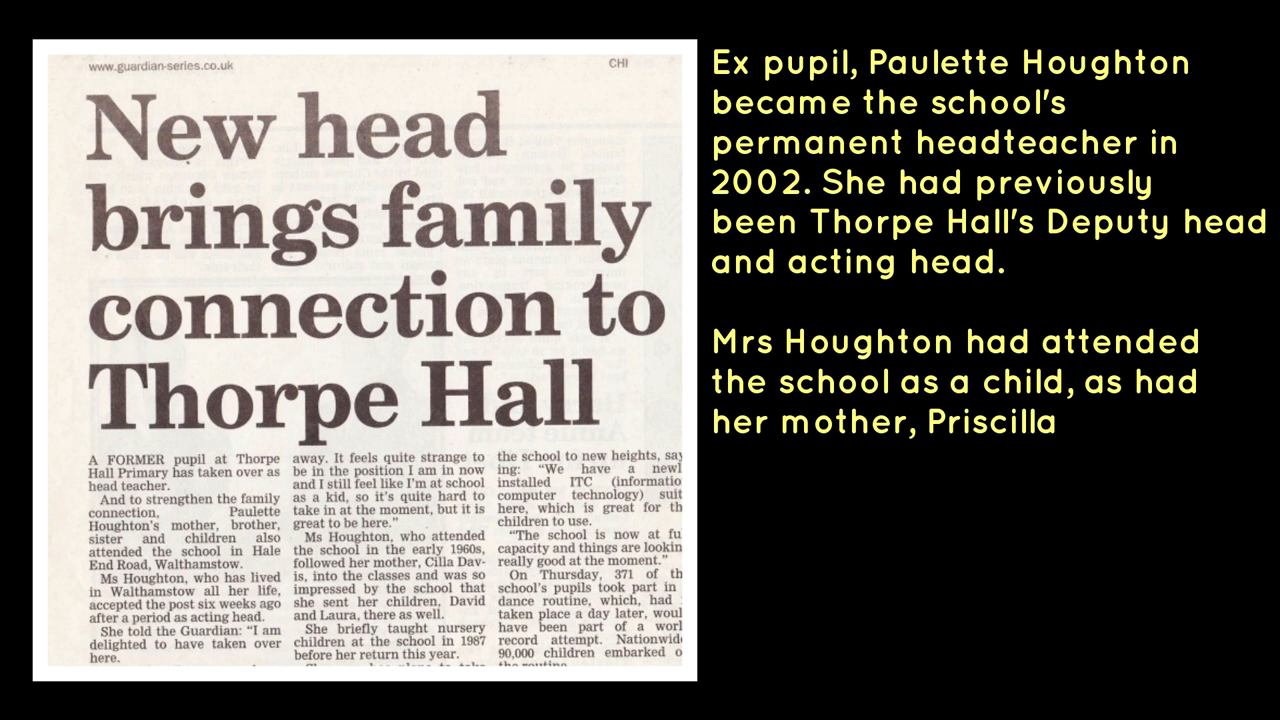 www.guardian-series.co.uk
CHI
New head
brings family
connection to
Thorpe Hall
A FORMER pupil at Thorpe
Hall Primary has taken over as
head teacher.
And to strengthen the family
connection, Paulette
Houghton's mother, brother,
sister and children also
attended the school in Hale
End Road, Walthamstow.
Ms Houghton, who has lived
in Walthamstow all her life,
accepted the post six weeks ago
after a period as acting head.
She told the Guardian: "I am
delighted to have taken over
here.
away. It feels quite strange to
be in the position I am in now
and I still feel like I'm at school
as a kid, so it's quite hard to
take in at the moment, but it is
great to be here."
Ms Houghton, who attended
the school in the early 1960s,
followed her mother, Cilla Dav-
is, into the classes and was so
impressed by the school that
she sent her children, David
and Laura, there as well.
She briefly taught nursery
children at the school in 1987
before her return this year.
the school to new heights, say
ing: "We have a newl
installed ITC (informatio
computer technology) suit
here, which is great for th
children to use.
"The school is now at fu
capacity and things are lookin
really good at the moment."
On Thursday, 371 of th
school's pupils took part in
dance routine, which, had
taken place a day later, woul
have been part of a worl
record attempt. Nationwid
90,000 children embarked o
the routine.
Ex pupil, Paulette Houghton
became the school's
permanent headteacher in
2002. She had previously
been Thorpe Hall's Deputy head
and acting head.
Mrs Houghton had attended
the school as a child, as had
her mother, Priscilla